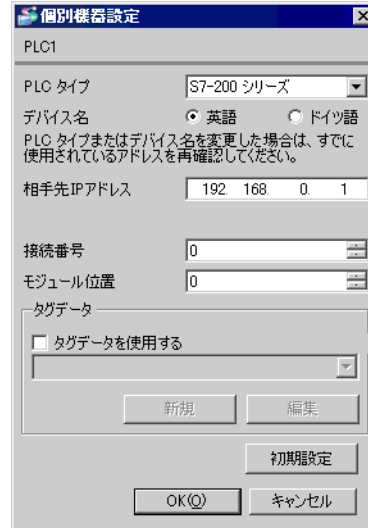 個別機器設定
PLC1
PLC タイプ S7-200 シリーズ
デバイス名 英語 ドイツ語
PLC タイプまたはデバイス名を変更した場合は、すでに
使用されているアドレスを再確認してください。
相手先IPアドレス 192. 168. 0. 1
接続番号 0
モジュール位置 0
タグデータ
タグデータを使用する
新規 編集
初期設定
OK(O) キャンセル